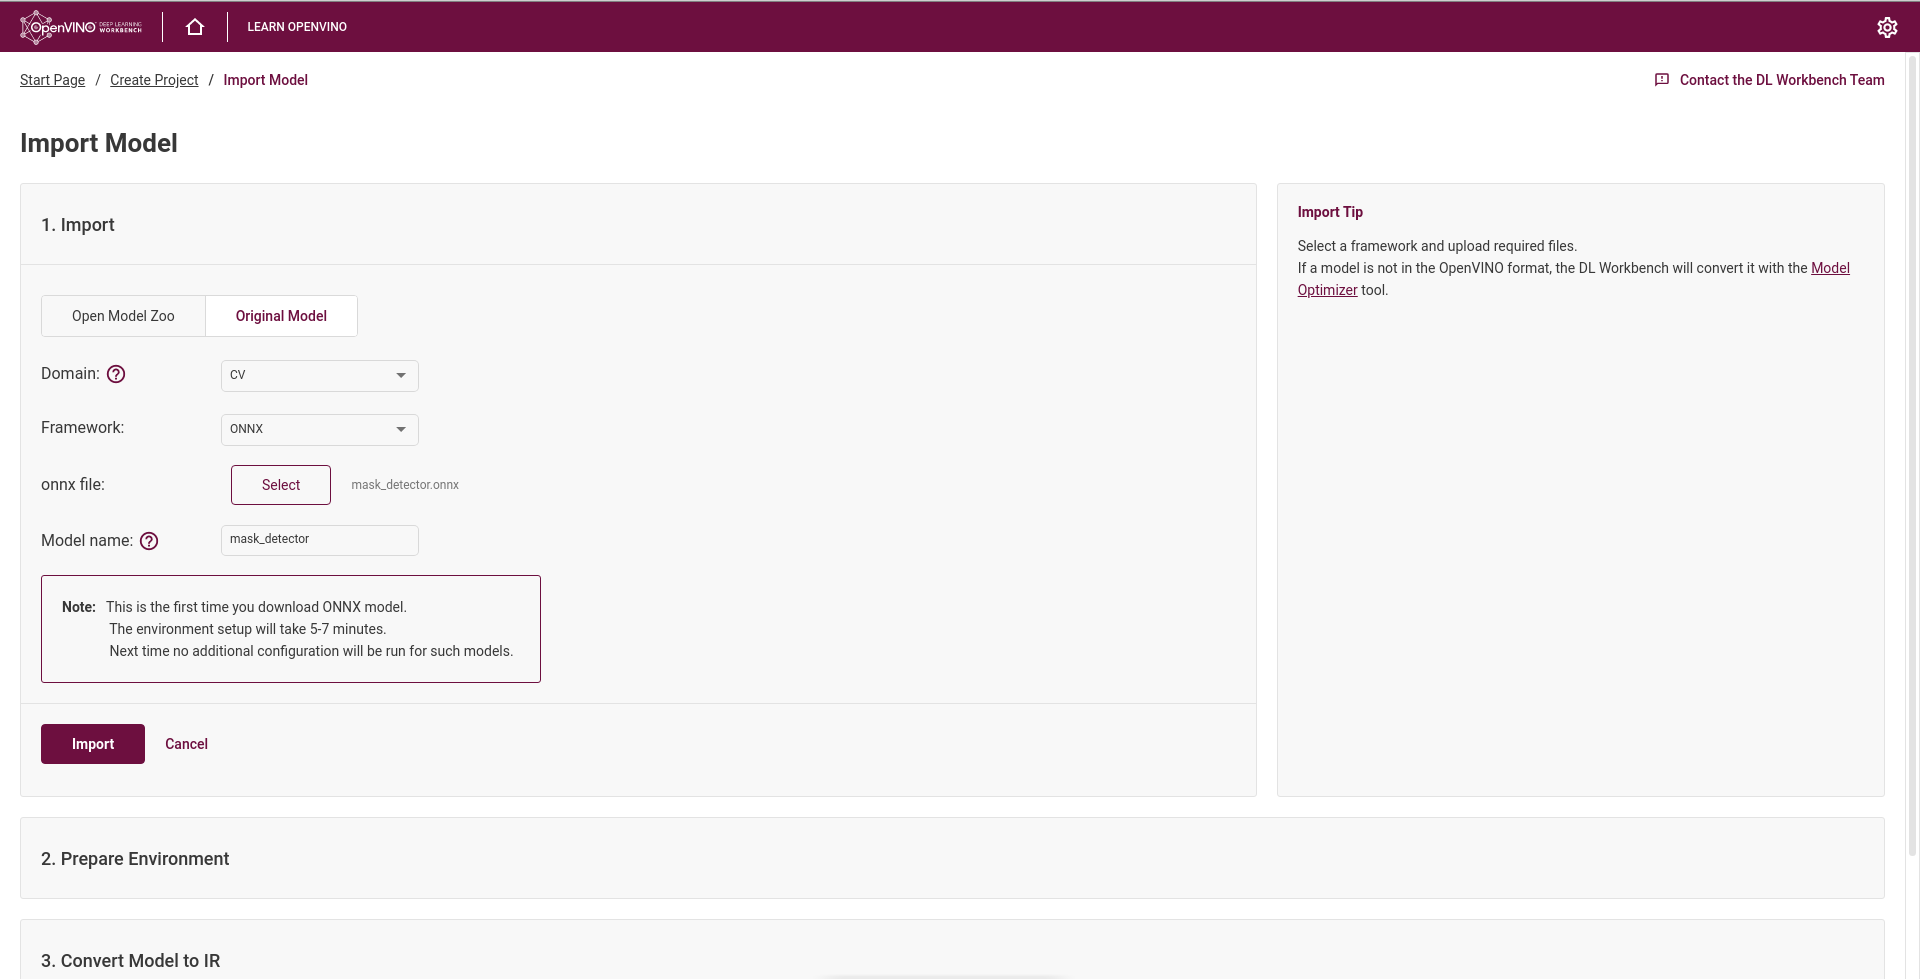 OpenVINO DEEP LEARNING WORKBENCH
LEARN OPENVINO
Start Page / Create Project / Import Model
Contact the DL Workbench Team
Import Model
1. Import
Open Model Zoo
Original Model
Domain: ?
CV
Framework:
ONNX
onnx file:
Select
mask_detector.onnx
Model name: ?
mask_detector
Note: This is the first time you download ONNX model.
The environment setup will take 5-7 minutes.
Next time no additional configuration will be run for such models.
Import
Cancel
Import Tip
Select a framework and upload required files.
If a model is not in the OpenVINO format, the DL Workbench will convert it with the Model
Optimizer tool.
2. Prepare Environment
3. Convert Model to IR